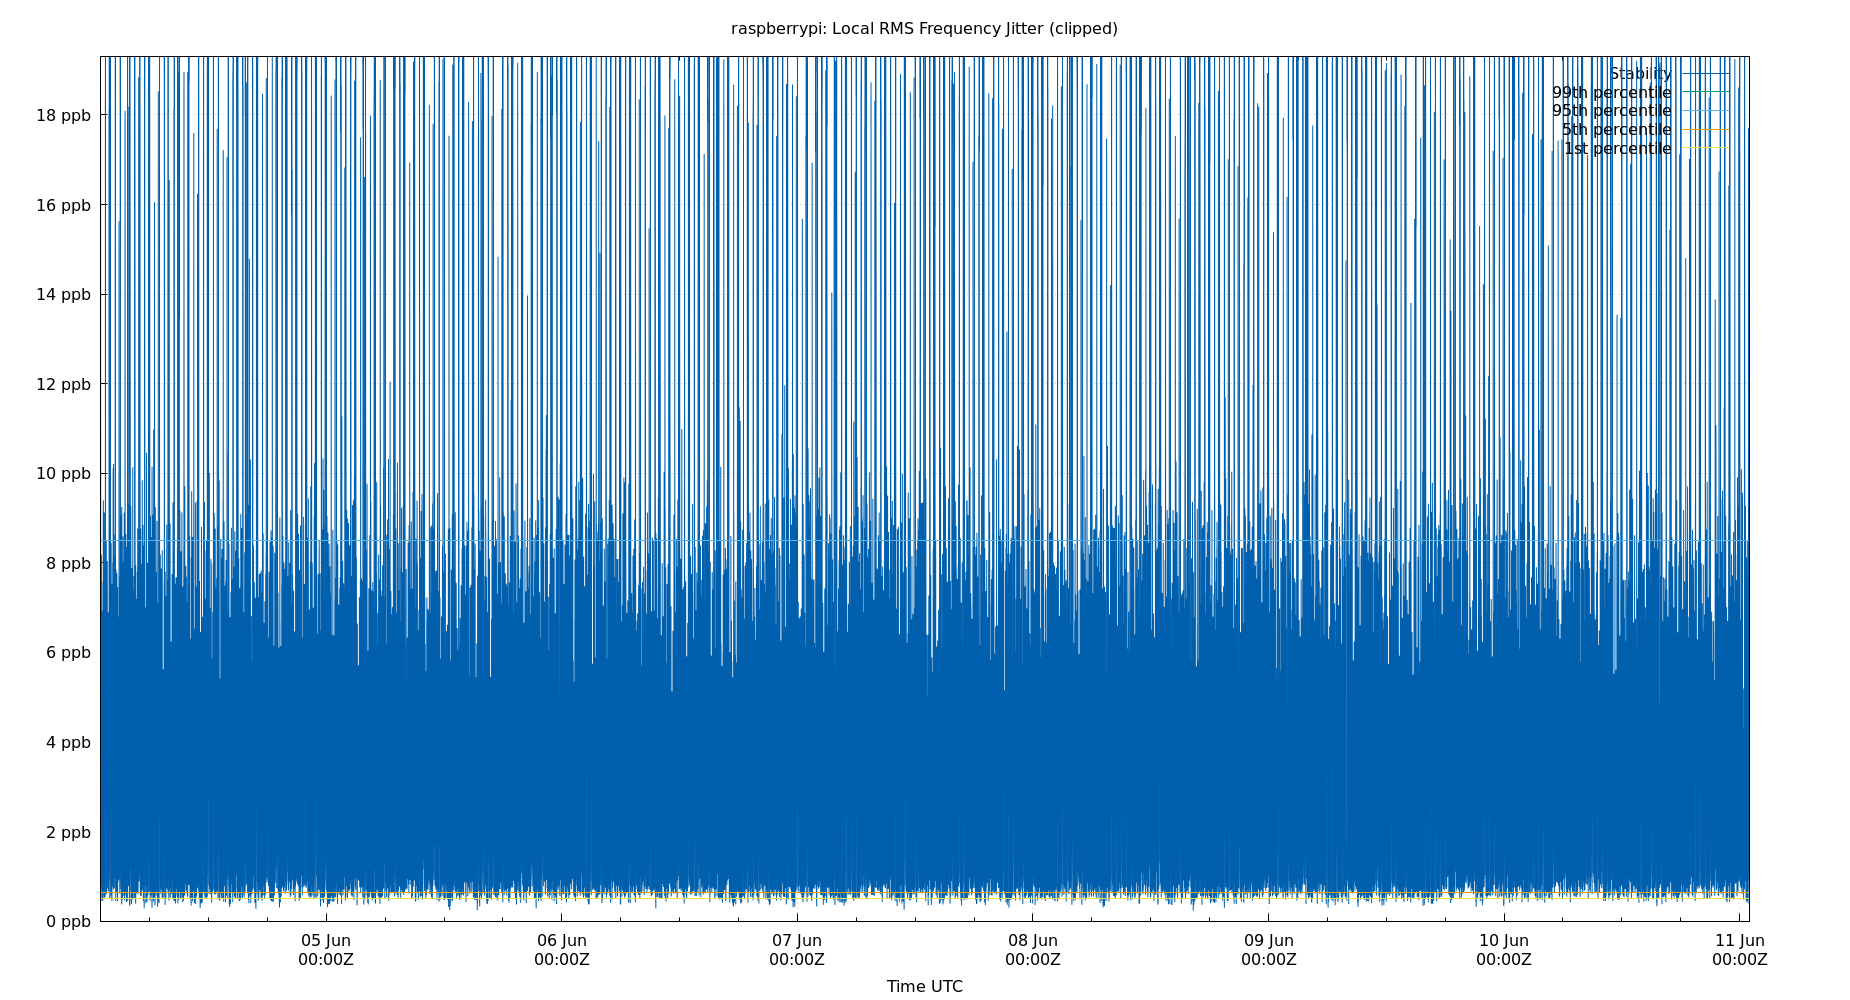 raspberrypi: Local RMS Frequency Jitter (clipped)
Stability
99th percentile
95th percentile
5th percentile
1st percentile
18 ppb
16 ppb
14 ppb
12 ppb
10 ppb
8 ppb
6 ppb
4 ppb
2 ppb
0 ppb
05 Jun 06 Jun 07 Jun 08 Jun 09 Jun 10 Jun 11 Jun
00:00Z 00:00Z 00:00Z 00:00Z 00:00Z 00:00Z 00:00Z
Time UTC